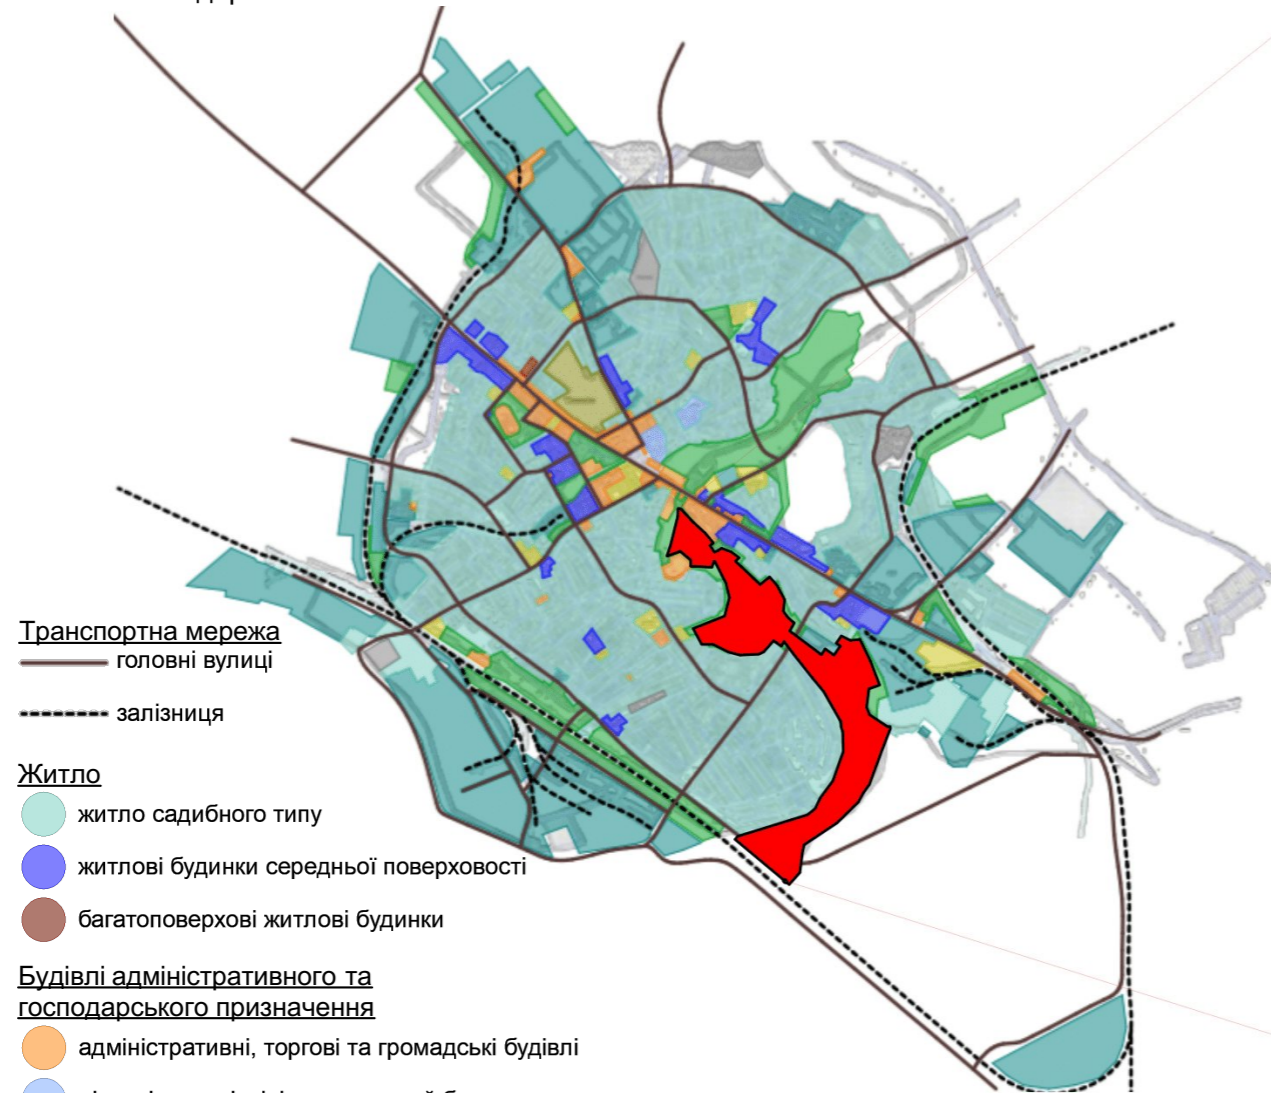 Транспортна мережа
головні вулиці
залізниця
Житло
житло садибного типу
житлові будинки середньої поверховості
багатоповерхові житлові будинки
Будівлі адміністративного та
господарського призначення
адміністративні, торгові та громадські будівлі